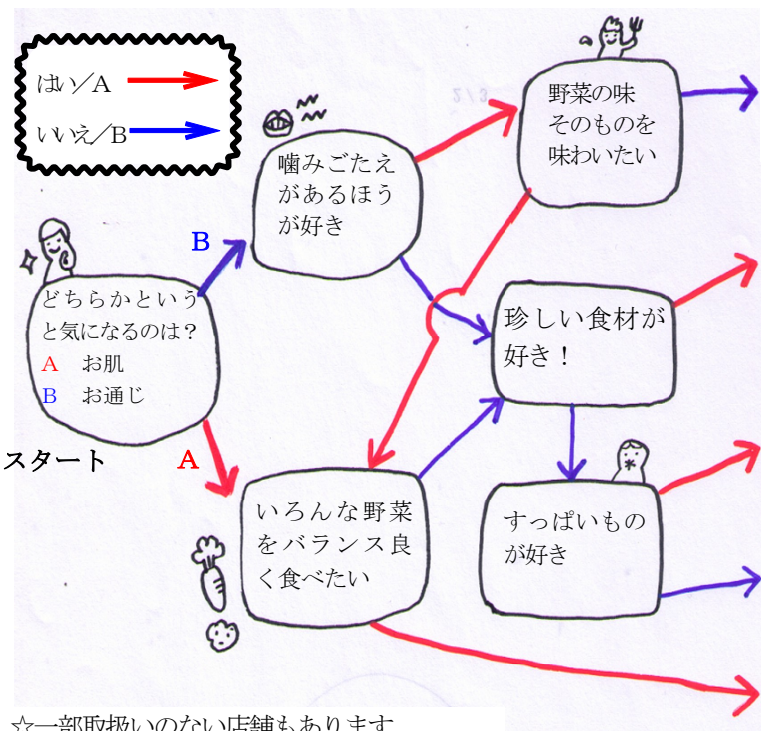 はい/A
いいえ/B
野菜の味
そのものを
味わいたい
噛みごたえ
があるほう
が好き
B
どちらかという
と気になるのは?
A お肌
B お通じ
珍しい食材が
好き!
スタート
A
いろんな野菜
をバランス良
く食べたい
すっぱいもの
が好き
☆一部取扱いのない店舗もあります